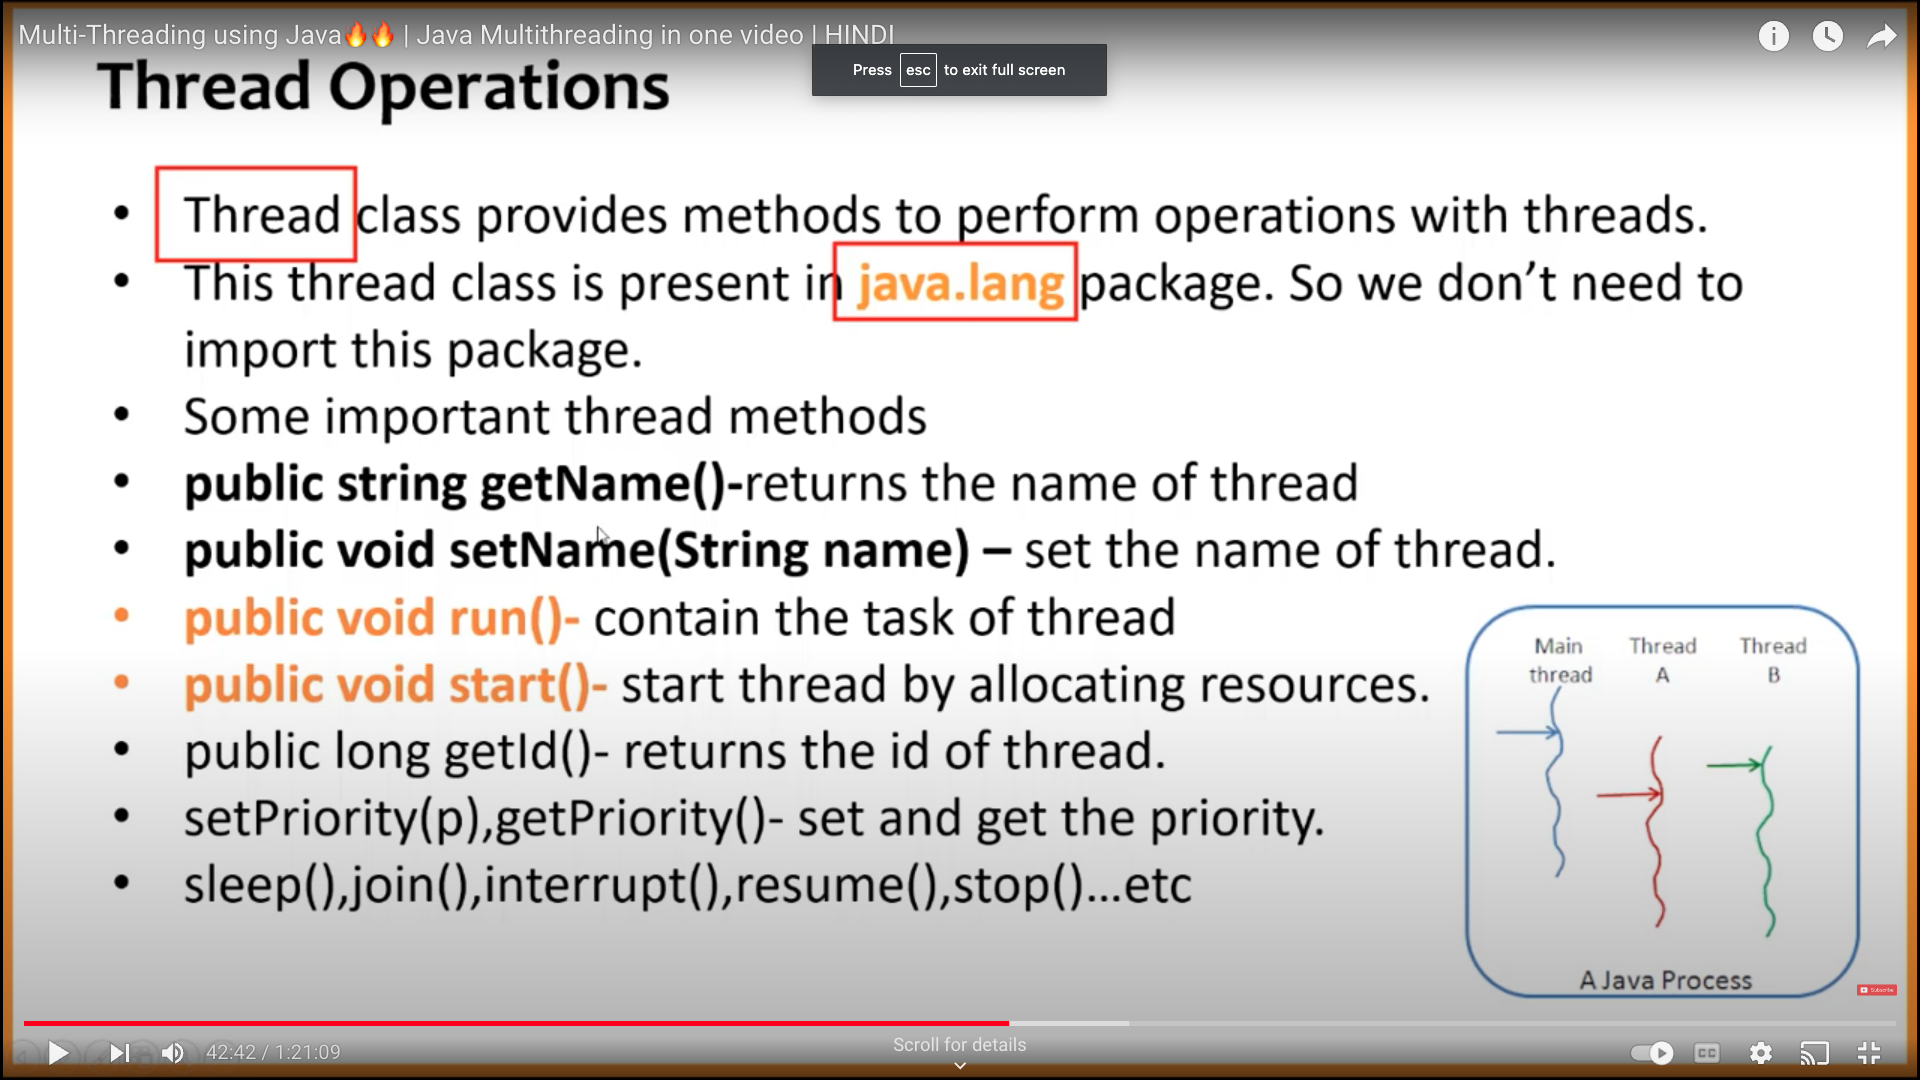 Multi-Threading using Java🔥🔥 | Java Multithreading in one video | HINDI
Press esc to exit full screen
Thread Operations
• Thread class provides methods to perform operations with threads.
• This thread class is present in java.lang package. So we don’t need to
import this package.
• Some important thread methods
• public string getName()-returns the name of thread
• public void setName(String name) – set the name of thread.
• public void run()- contain the task of thread
• public void start()- start thread by allocating resources.
• public long getId()- returns the id of thread.
• setPriority(p),getPriority()- set and get the priority.
• sleep(),join(),interrupt(),resume(),stop()...etc
Main thread
Thread A
Thread B
A Java Process
Subscribe
42:42 / 1:21:09
Scroll for details
CC